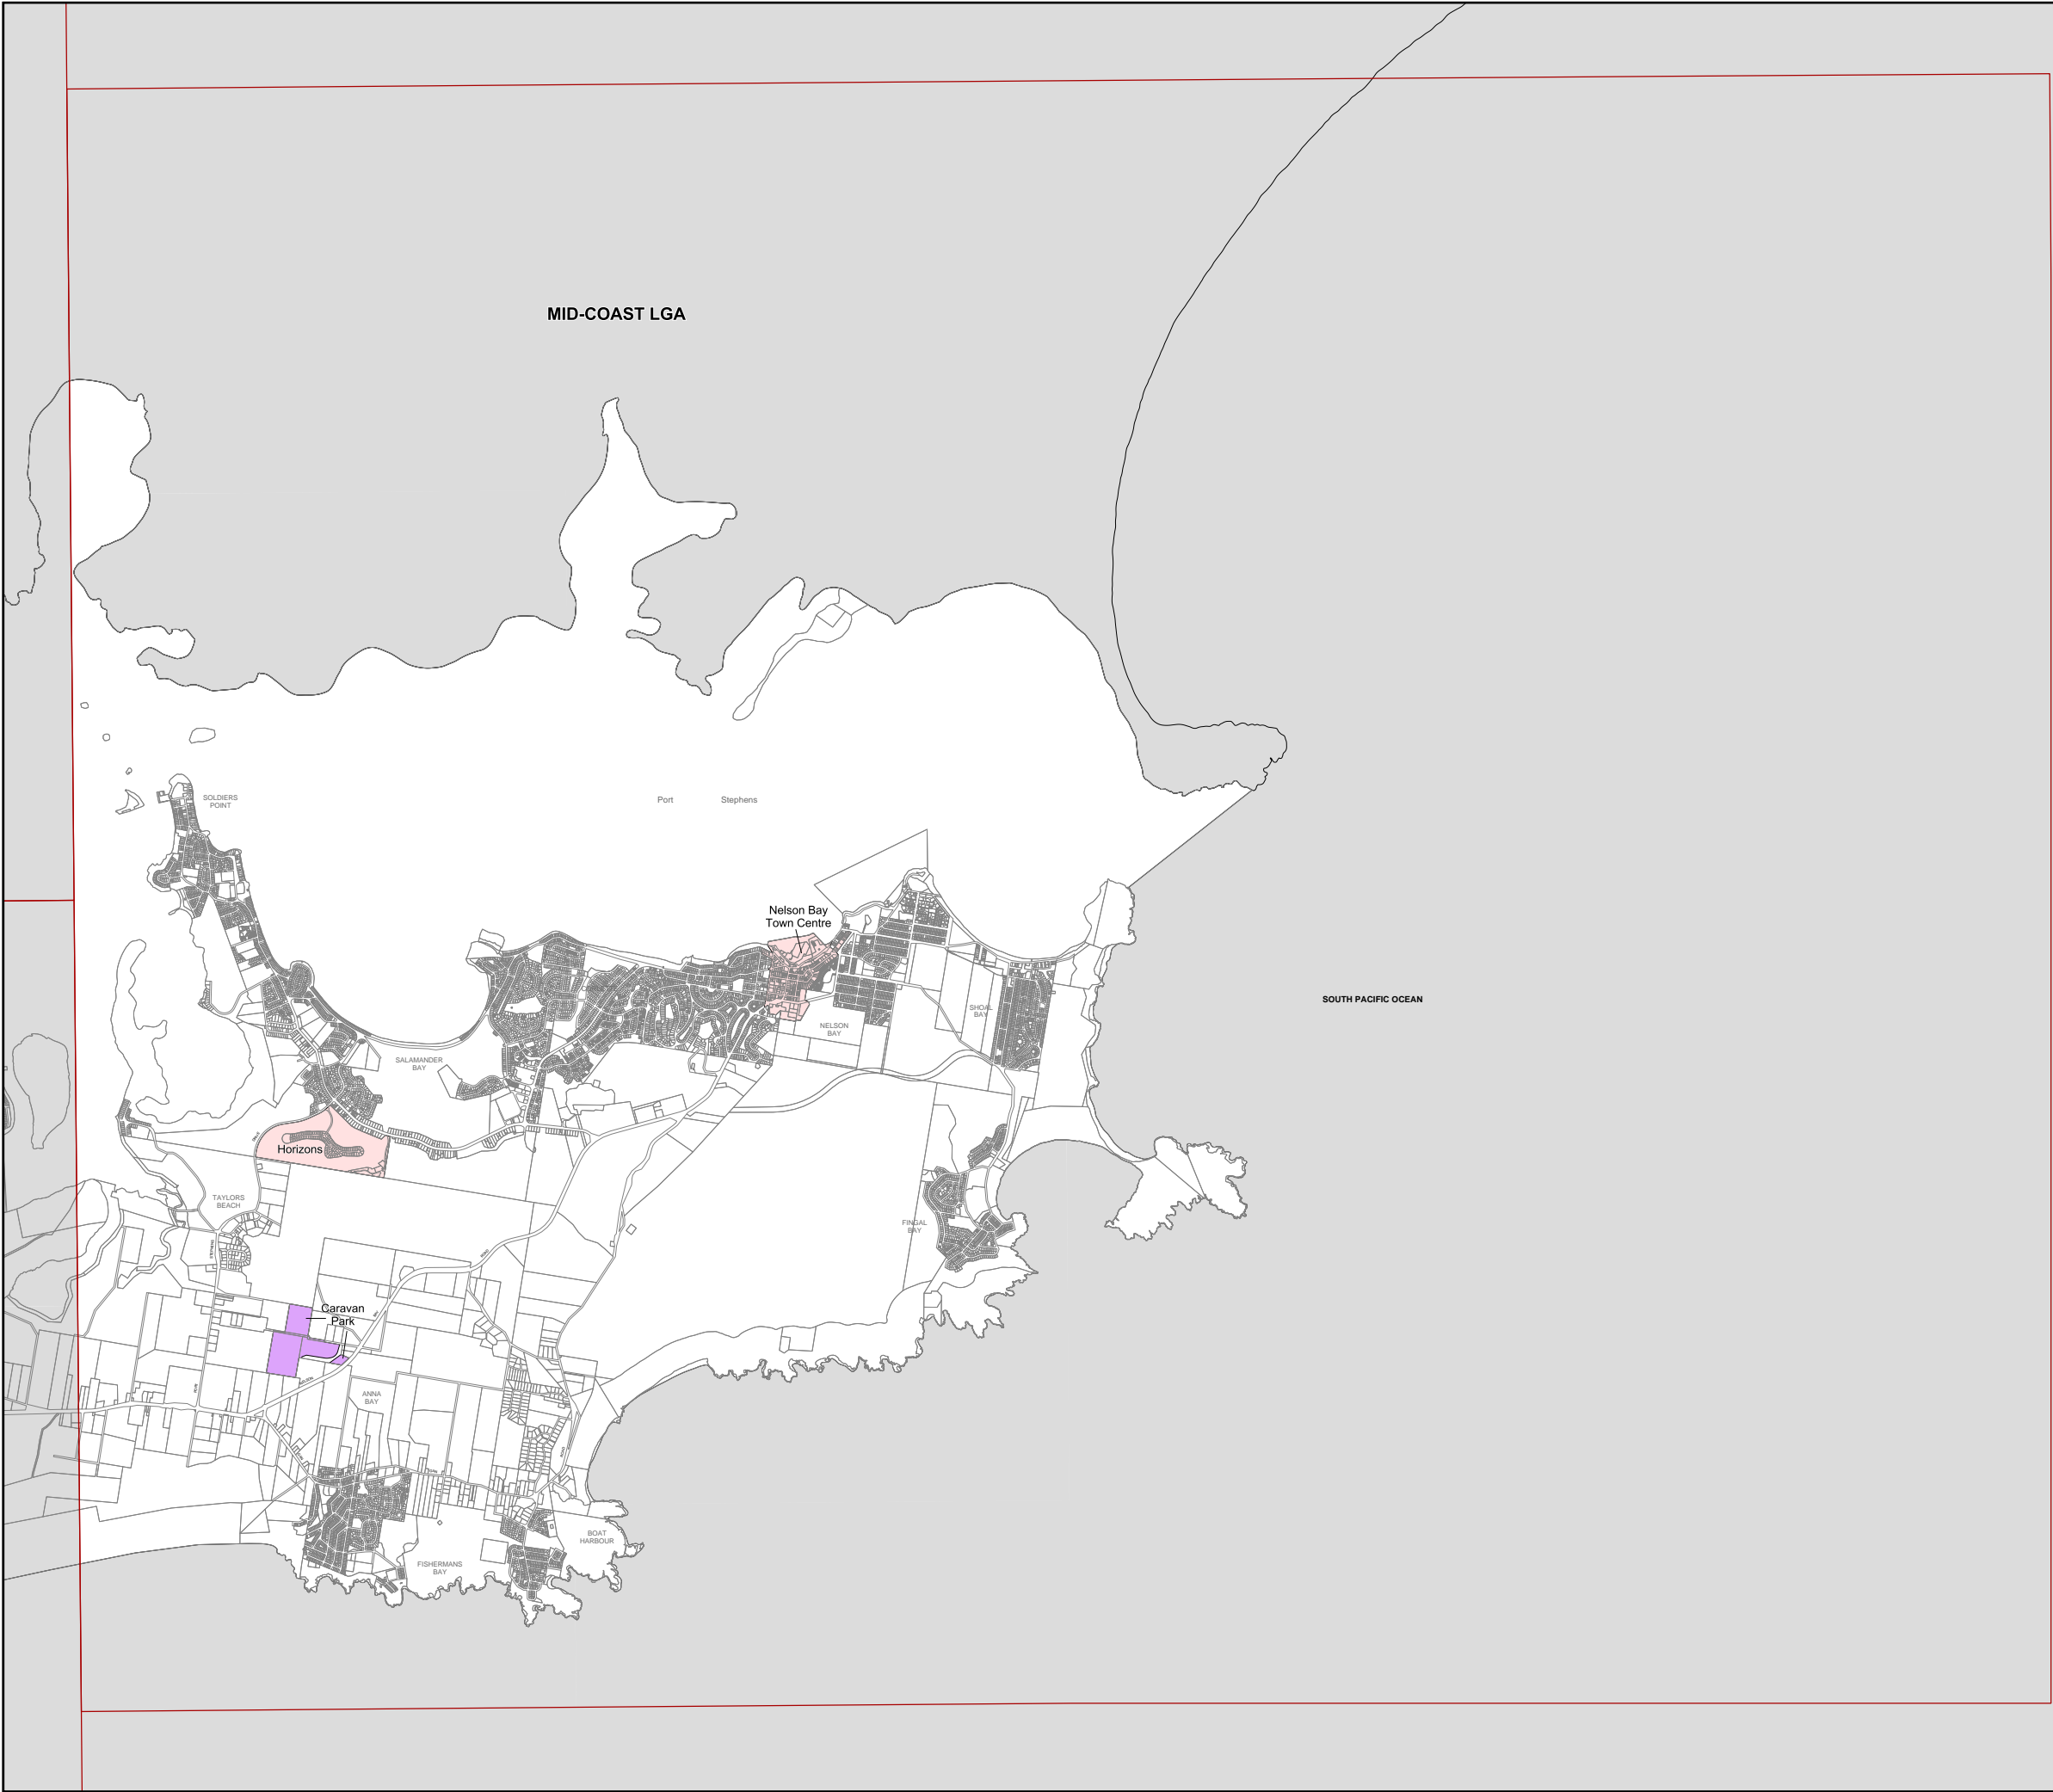 MID-COAST LGA
SOLDIERS
POINT
Port Stephens
Nelson Bay
Town Centre
SOUTH PACIFIC OCEAN
SHOAL
BAY
NELSON
BAY
SALAMANDER
BAY
Horizons
TAYLORS
BEACH
FINGAL
BAY
Caravan
Park
ANNA
BAY
BOAT
HARBOUR
FISHERMANS
BAY